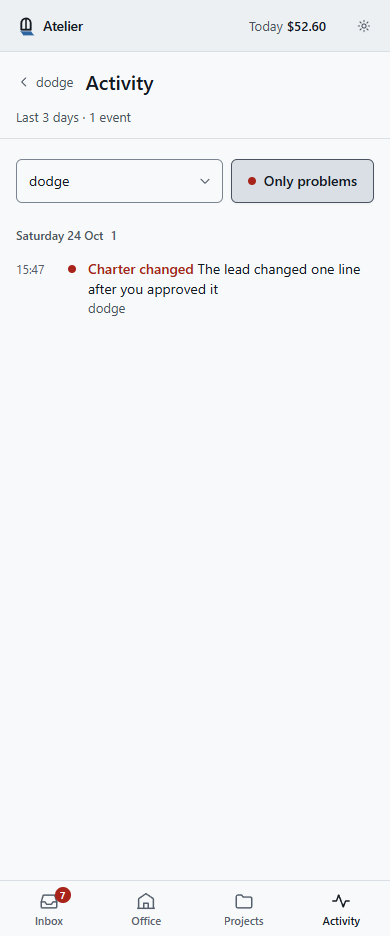 Atelier
Today $52.60
dodge Activity
Last 3 days · 1 event
dodge
Only problems
Saturday 24 Oct 1
15:47
Charter changed The lead changed one line
after you approved it
dodge
7
Inbox
Office
Projects
Activity